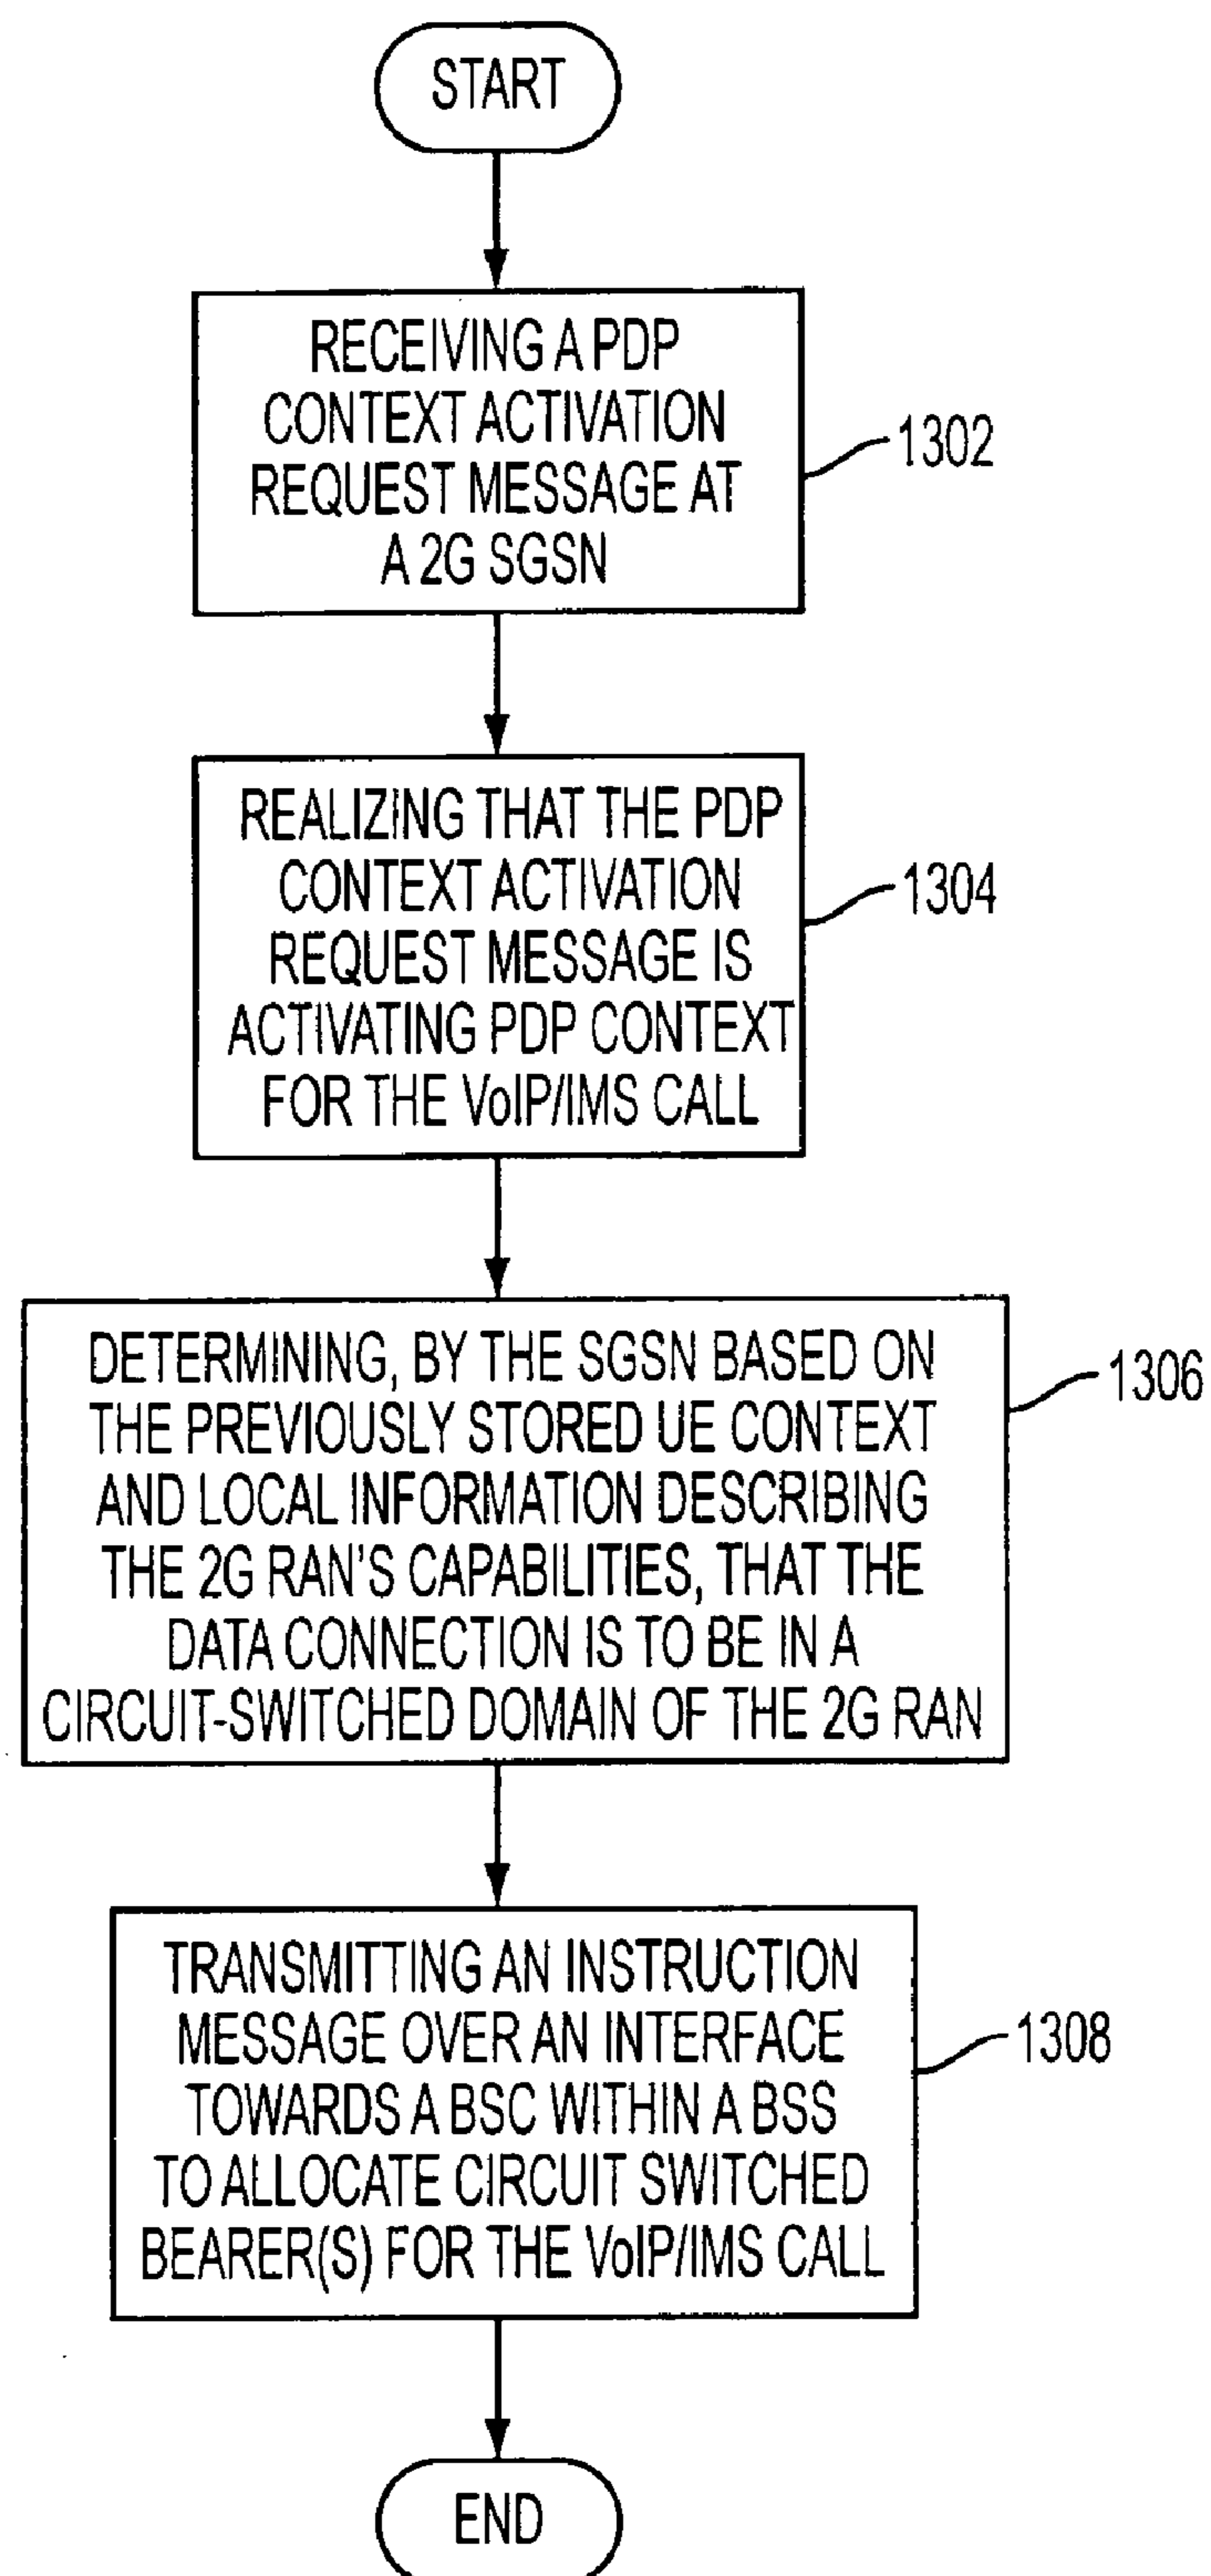 START
RECEIVING A PDP
CONTEXT ACTIVATION
REQUEST MESSAGE AT
A 2G SGSN
1302
REALIZING THAT THE PDP
CONTEXT ACTIVATION
REQUEST MESSAGE IS
ACTIVATING PDP CONTEXT
FOR THE VoIP/IMS CALL
1304
DETERMINING, BY THE SGSN BASED ON
THE PREVIOUSLY STORED UE CONTEXT
AND LOCAL INFORMATION DESCRIBING
THE 2G RAN'S CAPABILITIES, THAT THE
DATA CONNECTION IS TO BE IN A
CIRCUIT-SWITCHED DOMAIN OF THE 2G RAN
1306
TRANSMITTING AN INSTRUCTION
MESSAGE OVER AN INTERFACE
TOWARDS A BSC WITHIN A BSS
TO ALLOCATE CIRCUIT SWITCHED
BEARER(S) FOR THE VoIP/IMS CALL
1308
END